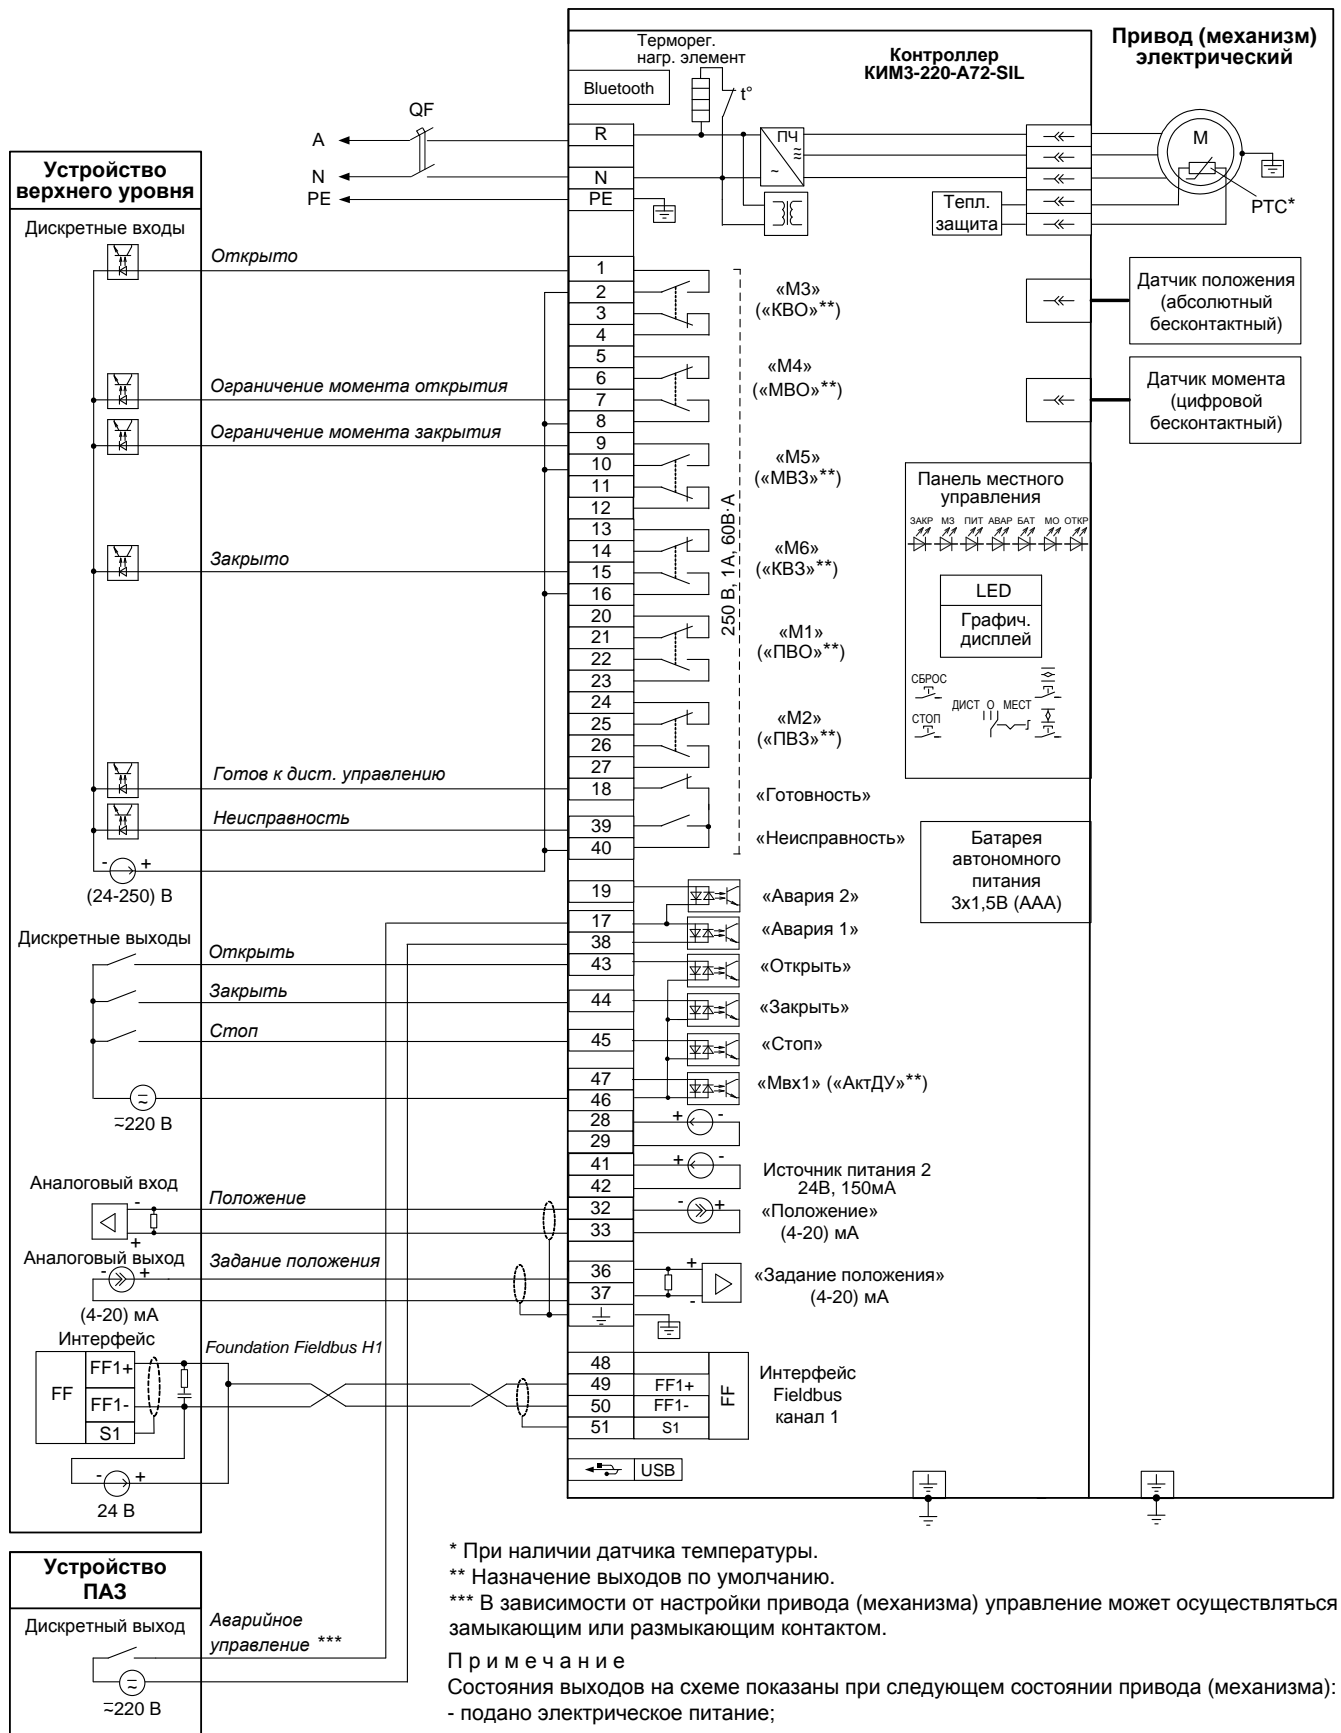 Привод (механизм)
электрический
Терморег.
нагр. элемент
Контроллер
КИМ3-220-А72-SIL
Bluetooth
t°
QF
A
R
ПЧ
≂
~
M
N
N
PE
PE
Тепл.
защита
PTC*
Устройство
верхнего уровня
Дискретные входы
Открыто
1
2
3
4
«М3»
(«КВО»**)
Датчик положения
(абсолютный
бесконтактный)
Ограничение момента открытия
5
6
7
8
«М4»
(«МВО»**)
Датчик момента
(цифровой
бесконтактный)
Ограничение момента закрытия
9
10
11
12
«М5»
(«МВЗ»**)
250 В, 1А, 60В·А
Панель местного
управления
ЗАКР МЗ ПИТ АВАР БАТ МО ОТКР
Закрыто
13
14
15
16
«М6»
(«КВЗ»**)
LED
Графич.
дисплей
20
21
22
23
«М1»
(«ПВО»**)
СБРОС
СТОП
ДИСТ О МЕСТ
24
25
26
27
«М2»
(«ПВЗ»**)
Готов к дист. управлению
18
«Готовность»
Неисправность
39
40
«Неисправность»
- +
(24-250) В
Батарея
автономного
питания
3х1,5В (ААА)
19
«Авария 2»
17
38
«Авария 1»
Дискретные выходы
Открыть
43
«Открыть»
Закрыть
44
«Закрыть»
Стоп
45
«Стоп»
47
46
«Мвх1» («АктДУ»**)
≂220 В
28
29
+ -
41
42
+ -
Источник питания 2
24В, 150мА
Аналоговый вход
-
+
Положение
32
33
- +
«Положение»
(4-20) мА
Аналоговый выход
- +
(4-20) мА
Задание положения
36
37
+
-
«Задание положения»
(4-20) мА
Интерфейс
Foundation Fieldbus H1
FF
FF1+
FF1-
S1
48
49 FF1+
50 FF1-
51 S1
FF
Интерфейс
Fieldbus
канал 1
- +
24 В
USB
Устройство
ПАЗ
Дискретный выход
≂220 В
Аварийное
управление ***
* При наличии датчика температуры.
** Назначение выходов по умолчанию.
*** В зависимости от настройки привода (механизма) управление может осуществляться
замыкающим или размыкающим контактом.
П р и м е ч а н и е
Состояния выходов на схеме показаны при следующем состоянии привода (механизма):
- подано электрическое питание;